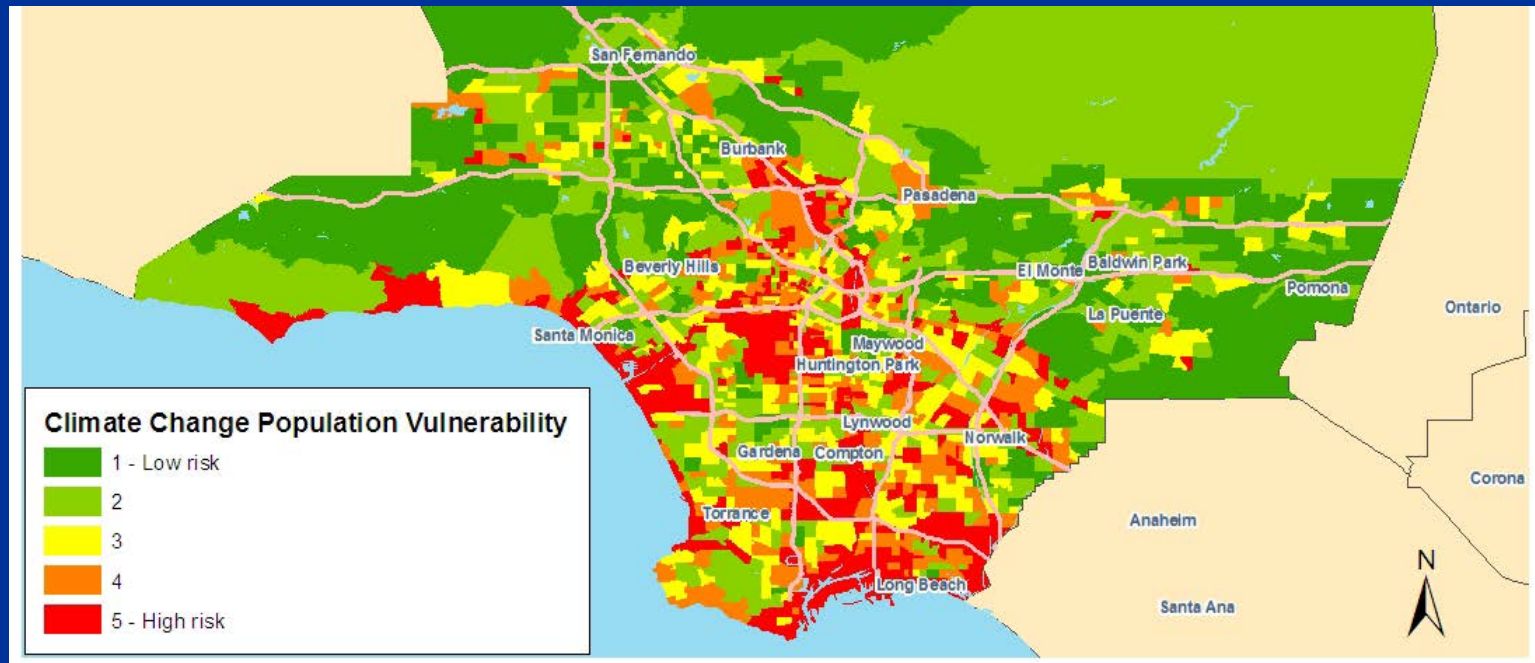 San Fernando
Burbank
Pasadena
Beverly Hills
El Monte
Baldwin Park
Pomona
Ontario
La Puente
Santa Monica
Maywood
Huntington Park
Climate Change Population Vulnerability
1 - Low risk
2
3
4
5 - High risk
Lynwood
Norwalk
Gardena
Compton
Corona
Torrance
Anaheim
Long Beach
Santa Ana
N